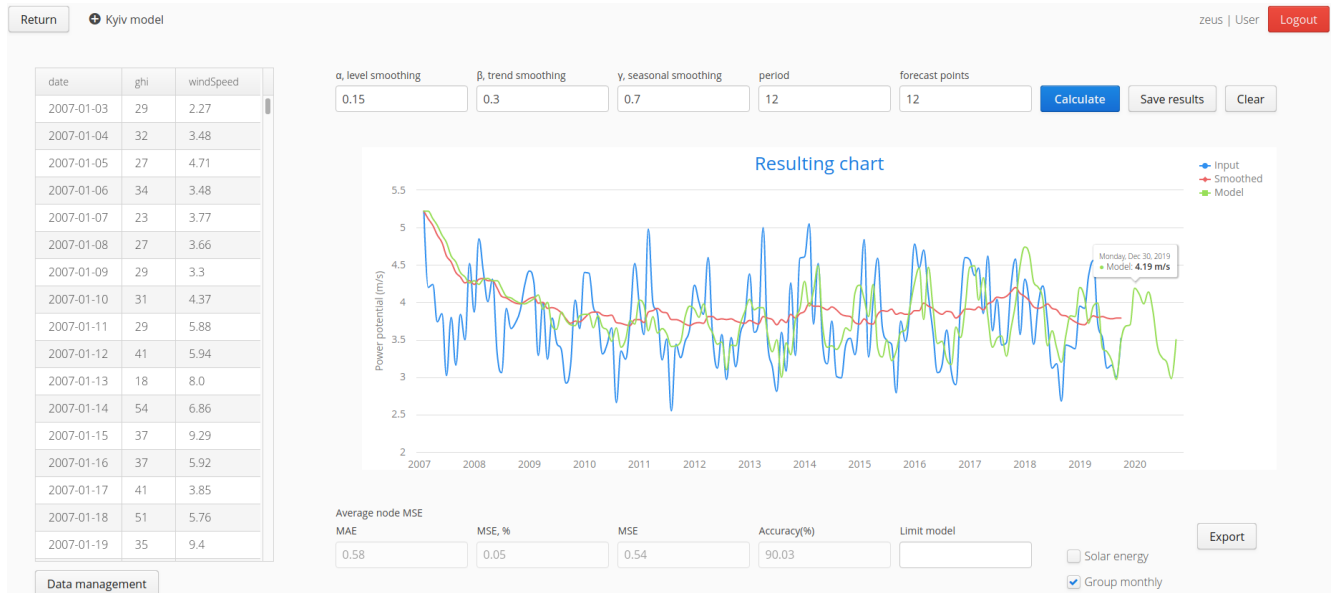 Return
Kyiv model
zeus | User
Logout
date ghi windSpeed
2007-01-03 29 2.27
2007-01-04 32 3.48
2007-01-05 27 4.71
2007-01-06 34 3.48
2007-01-07 23 3.77
2007-01-08 27 3.66
2007-01-09 29 3.3
2007-01-10 31 4.37
2007-01-11 29 5.88
2007-01-12 41 5.94
2007-01-13 18 8.0
2007-01-14 54 6.86
2007-01-15 37 9.29
2007-01-16 37 5.92
2007-01-17 41 3.85
2007-01-18 51 5.76
2007-01-19 35 9.4
Data management
α, level smoothing β, trend smoothing γ, seasonal smoothing period forecast points
0.15 0.3 0.7 12 12 Calculate Save results Clear
Resulting chart
Input
Smoothed
Model
Power potential (m/s)
5.5
5
4.5
4
3.5
3
2.5
2
2007 2008 2009 2010 2011 2012 2013 2014 2015 2016 2017 2018 2019 2020
Monday, Dec 30, 2019
Model: 4.19 m/s
Average node MSE
MAE MSE, % MSE Accuracy(%) Limit model
0.58 0.05 0.54 90.03
Export
Solar energy
Group monthly